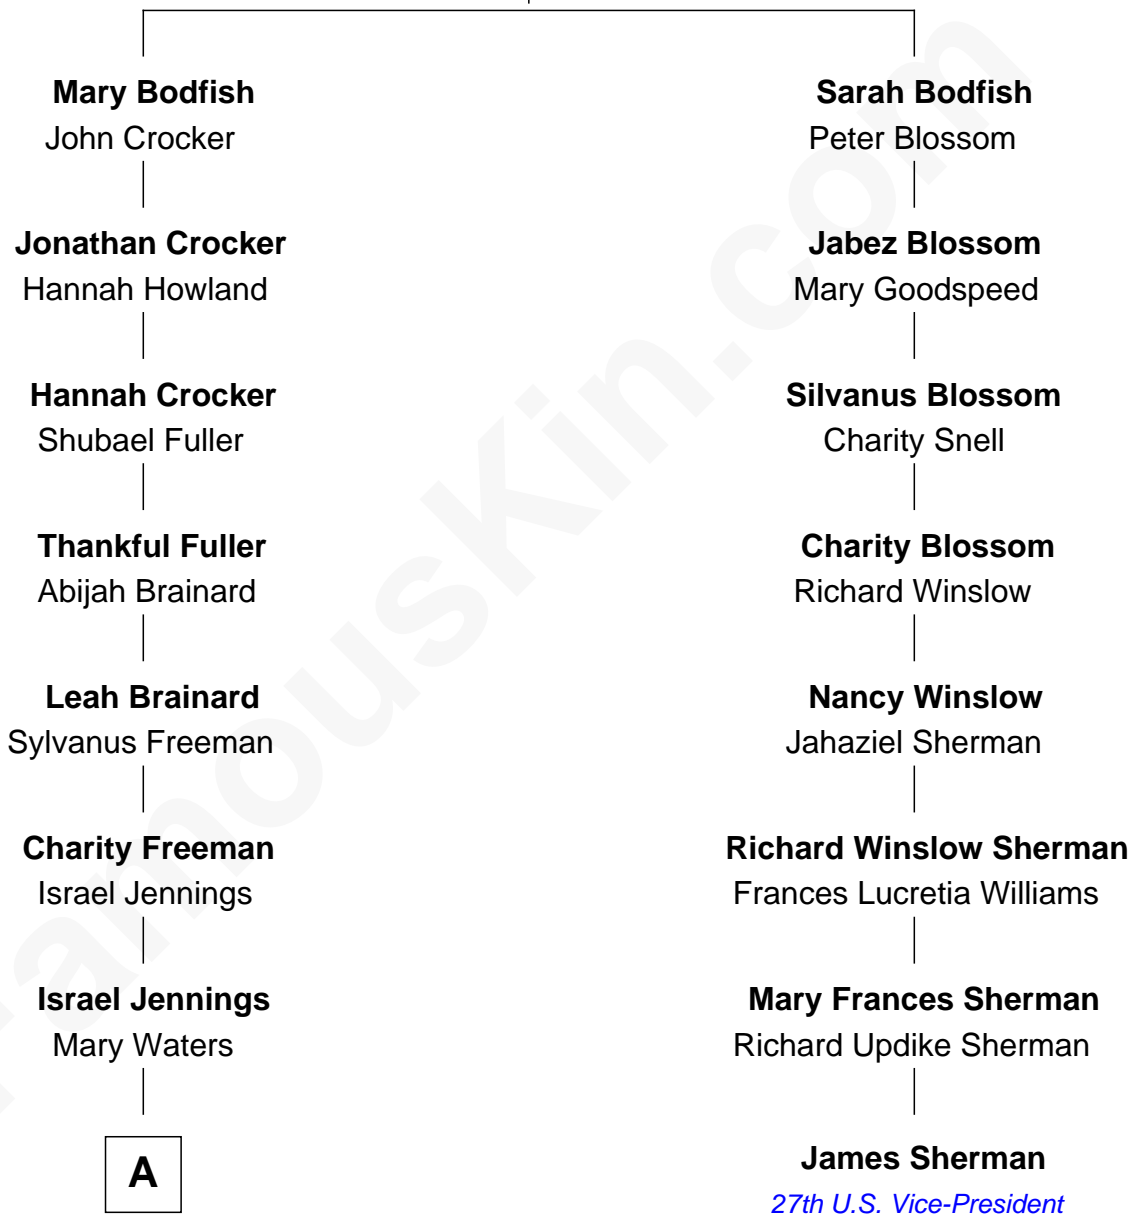 Mary Bodfish
John Crocker
Jonathan Crocker
Hannah Howland
Hannah Crocker
Shubael Fuller
Thankful Fuller
Abijah Brainard
Leah Brainard
Sylvanus Freeman
Charity Freeman
Israel Jennings
Israel Jennings
Mary Waters
A
Sarah Bodfish
Peter Blossom
Jabez Blossom
Mary Goodspeed
Silvanus Blossom
Charity Snell
Charity Blossom
Richard Winslow
Nancy Winslow
Jahaziel Sherman
Richard Winslow Sherman
Frances Lucretia Williams
Mary Frances Sherman
Richard Updike Sherman
James Sherman
27th U.S. Vice-President
FamousKin.com